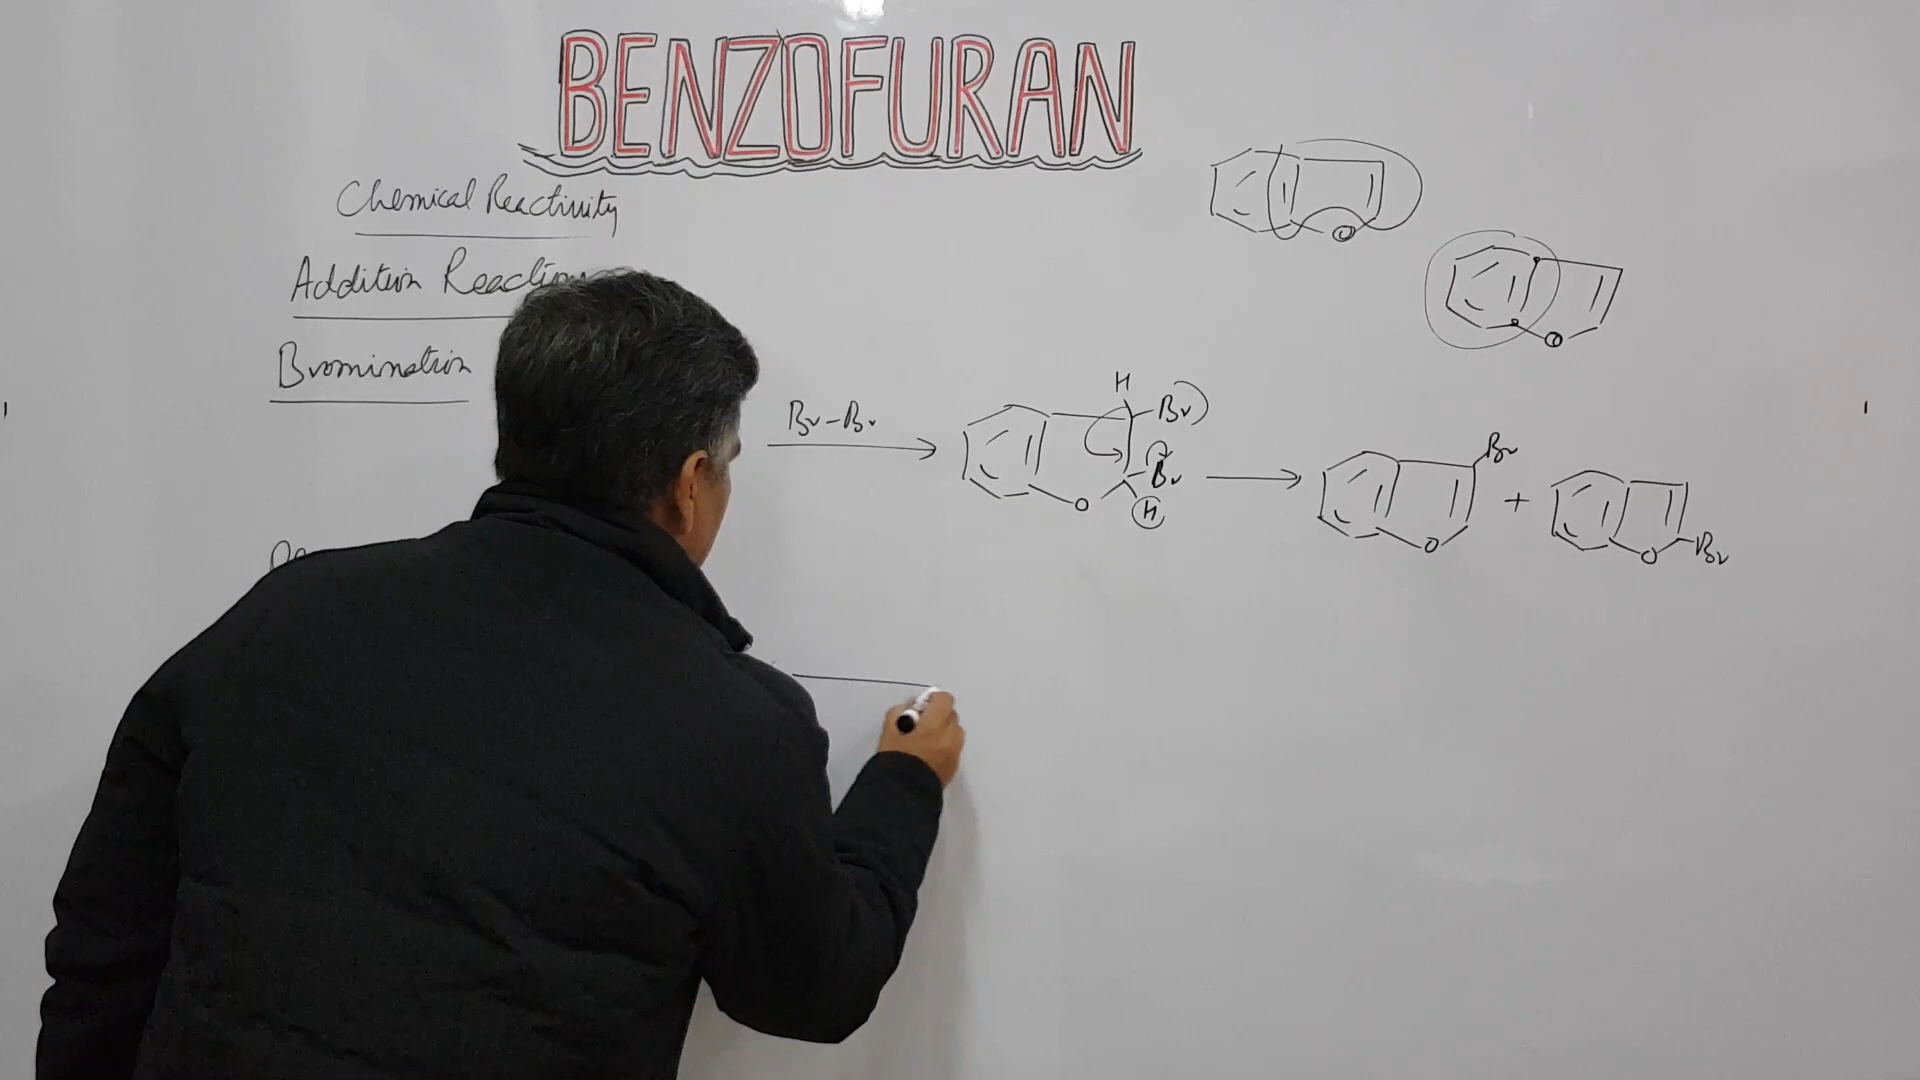 BENZOFURAN
Chemical Reactivity
Addition Reaction
Bromination
Br-Br
H
Br
Br
H
O
Br
O
+
O
Br
O
O